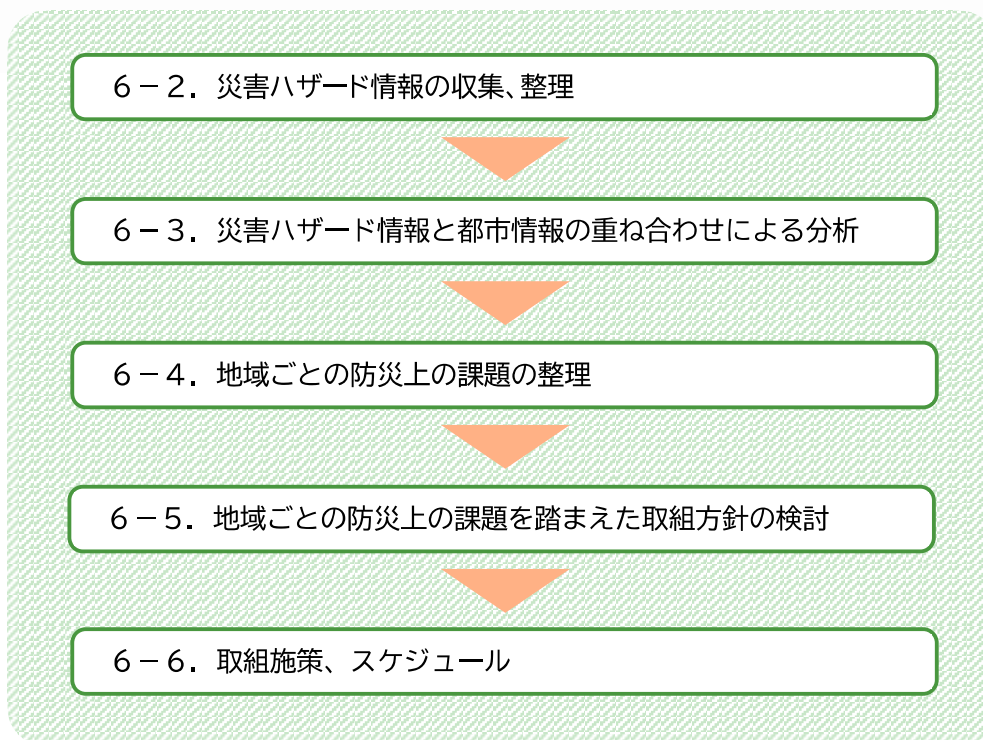 6－2．災害ハザード情報の収集、整理
6－3．災害ハザード情報と都市情報の重ね合わせによる分析
6－4．地域ごとの防災上の課題の整理
6－5．地域ごとの防災上の課題を踏まえた取組方針の検討
6－6．取組施策、スケジュール